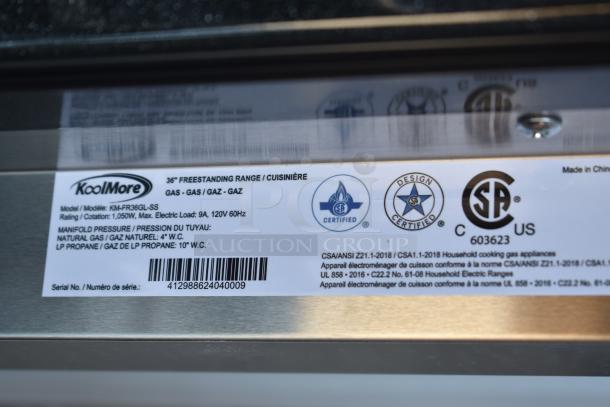 KoolMore
36" FREESTANDING RANGE / CUISINIÈRE
GAS - GAS / GAZ - GAZ
Model / Modèle: KM-FR36GL-SS
Rating / Cotation: 1,050W, Max. Electric Load: 9A, 120V 60Hz
MANIFOLD PRESSURE / PRESSION DU TUYAU:
NATURAL GAS / GAZ NATUREL: 4" W.C.
LP PROPANE / GAZ DE LP PROPANE: 10" W.C.
Serial No. / Numéro de série.:
412988624040009
CERTIFIED
DESIGN
CERTIFIED
C US
603623
Made in Chin
CSA/ANSI Z21.1-2018 / CSA1.1-2018 Household cooking gas appliances
Appareil électroménager de cuisson conforme à la norme CSA/ANSI Z21.1-2018 / CSA1.1
UL 858 • 2016 • C22.2 No. 61-08 Household Electric Ranges
Appareil électroménager de cuisson conforme à la norme UL 858 • 2016 • C22.2 No. 61-0
AUCTION GROUP